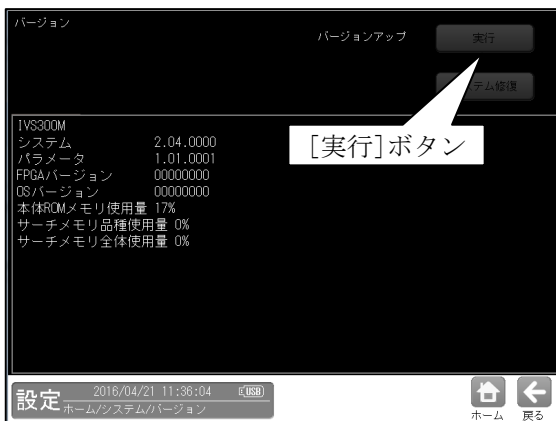 バージョン
バージョンアップ
実行
テム修復
[実行]ボタン
IVS300M
システム 2.04.0000
パラメータ 1.01.0001
FPGAバージョン 00000000
OSバージョン 00000000
本体ROMメモリ使用量 17%
サーチメモリ品種使用量 0%
サーチメモリ全体使用量 0%
設定
2016/04/21 11:36:04 USB
ホーム/システム/バージョン
ホーム
戻る